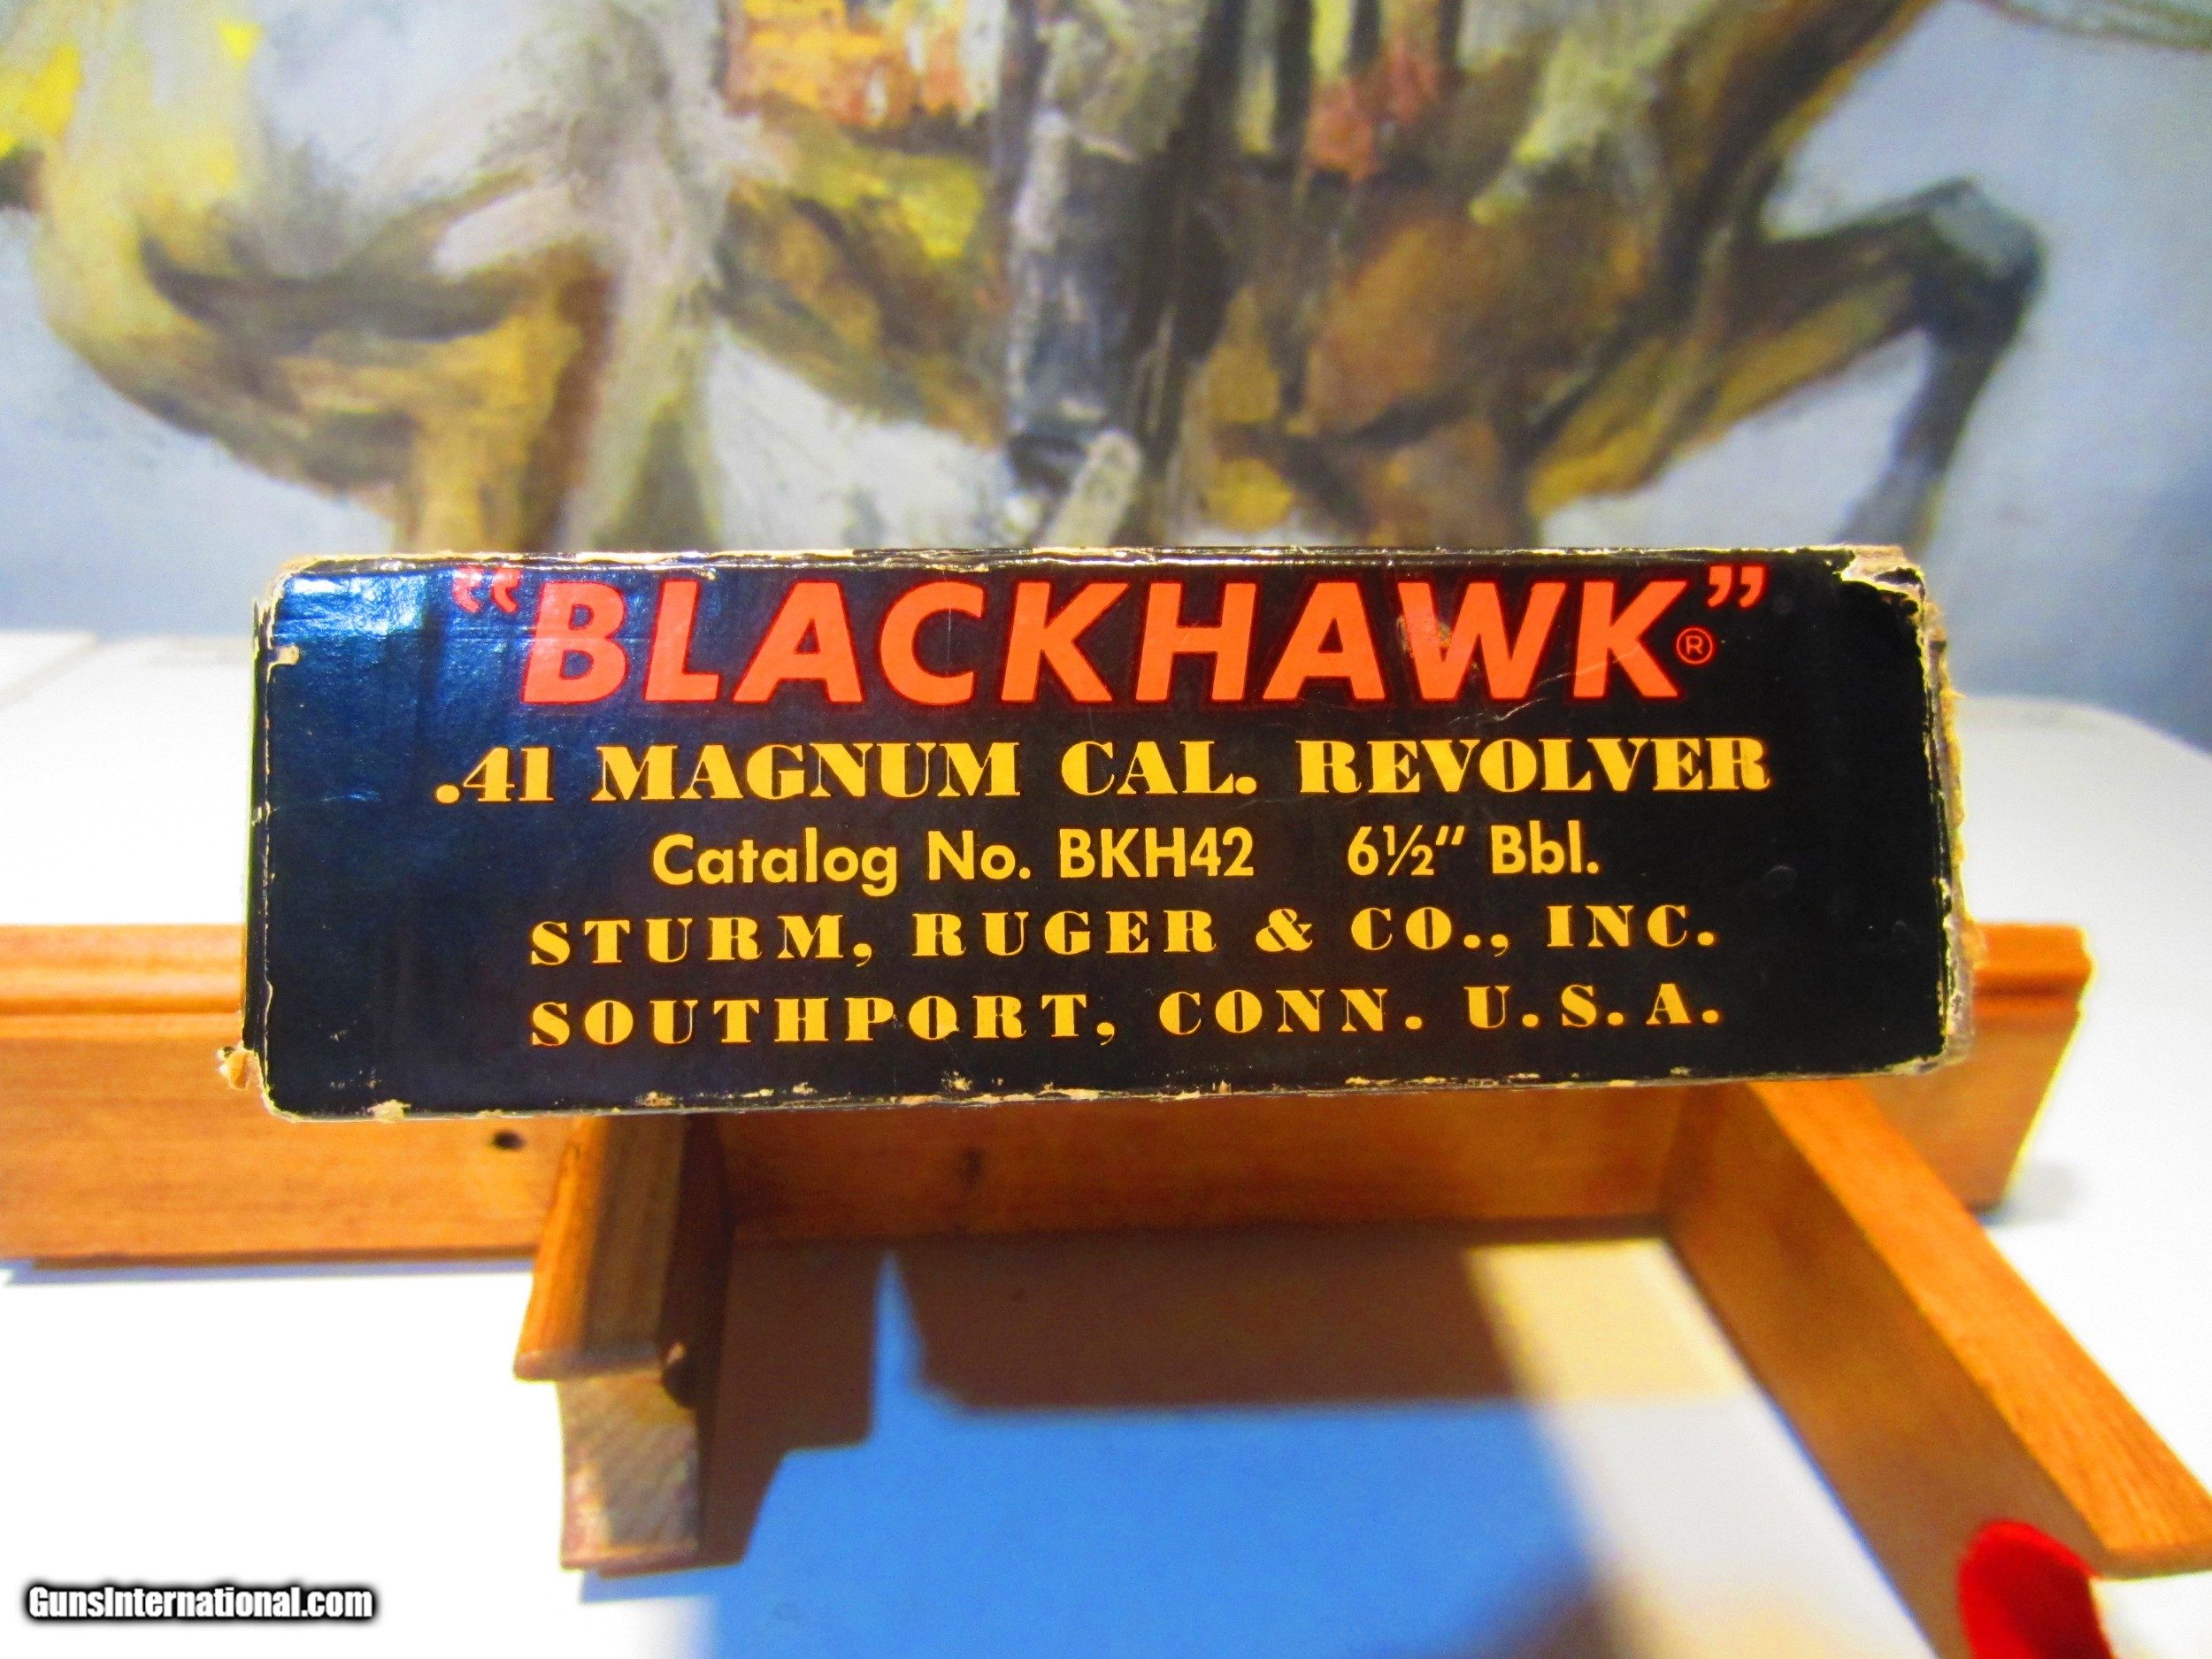 “BLACKHAWK®”
.41 MAGNUM CAL. REVOLVER
Catalog No. BKH42 6½“ Bbl.
STURM, RUGER & CO., INC.
SOUTHPORT, CONN. U.S.A.
GunsInternational.com